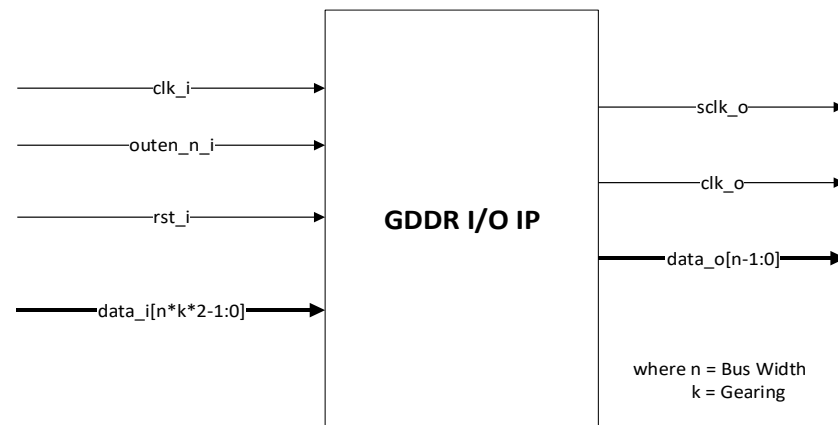 clk_i
outen_n_i
rst_i
data_i[n*k*2-1:0]
GDDR I/O IP
sclk_o
clk_o
data_o[n-1:0]
where n = Bus Width
k = Gearing